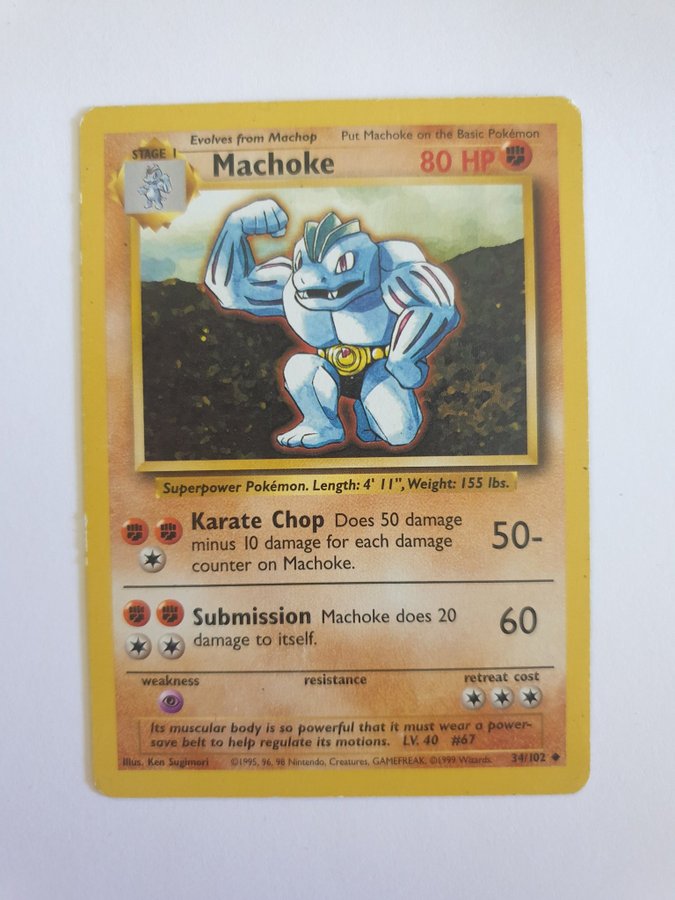 Evolves from Machop Put Machoke on the Basic Pokémon
STAGE 1
Machoke 80 HP
Superpower Pokémon. Length: 4' 11", Weight: 155 lbs.
Karate Chop Does 50 damage
minus 10 damage for each damage
counter on Machoke.
50-
Submission Machoke does 20
damage to itself.
60
weakness resistance retreat cost
Its muscular body is so powerful that it must wear a power-
save belt to help regulate its motions. LV. 40 #67
Illus. Ken Sugimori ©1995, 96, 98 Nintendo, Creatures, GAMEFREAK. ©1999 Wizards. 34/102